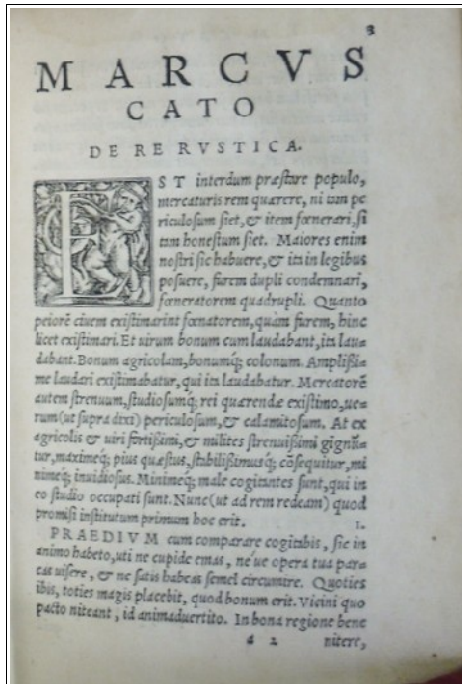 3
MARCVS
CATO
DE RE RVSTICA.
EST interdum præstare populo,
mercaturis rem quærere, ni tam pe
riculosum siet, & item fœnerari, si
tam honestum siet. Maiores enim
nostri sic habuere, & ita in legibus
posuere, furem dupli condemnari,
fœneratorem quadrupli. Quanto
peiorē ciuem existimarint fœnatorem, quàm furem, hinc
licet existimari. Et uirum bonum cum laudabant, ita lau-
dabant. Bonum agricolam, bonumq́; colonum. Amplißi-
me laudari existimabatur, qui ita laudabatur. Mercatorē
autem strenuum, studiosumq́; rei quærendæ existimo, ue-
rum (ut supra dixi) periculosum, & calamitosum. At ex
agricolis & uiri fortißimi, & milites strenuißimi gignū-
tur, maximeq́; pius quæstus, stabilißimusq́; cōsequitur, mi
nimeq́; inuidiosus. Minimeq́; male cogitantes sunt, qui in
eo studio occupati sunt. Nunc (ut ad rem redeam) quod
promisi institutum primum hoc erit. 1.
PRAEDIVM cum comparare cogitabis, sic in
animo habeto, uti ne cupide emas, né ue opera tua par-
cas uisere, & ne satis habeas semel circumire. Quoties
ibis, toties magis placebit, quod bonum erit. Vicini quo
pacto niteant, id animaduertito. In bona regione bene
a 2 nitere,